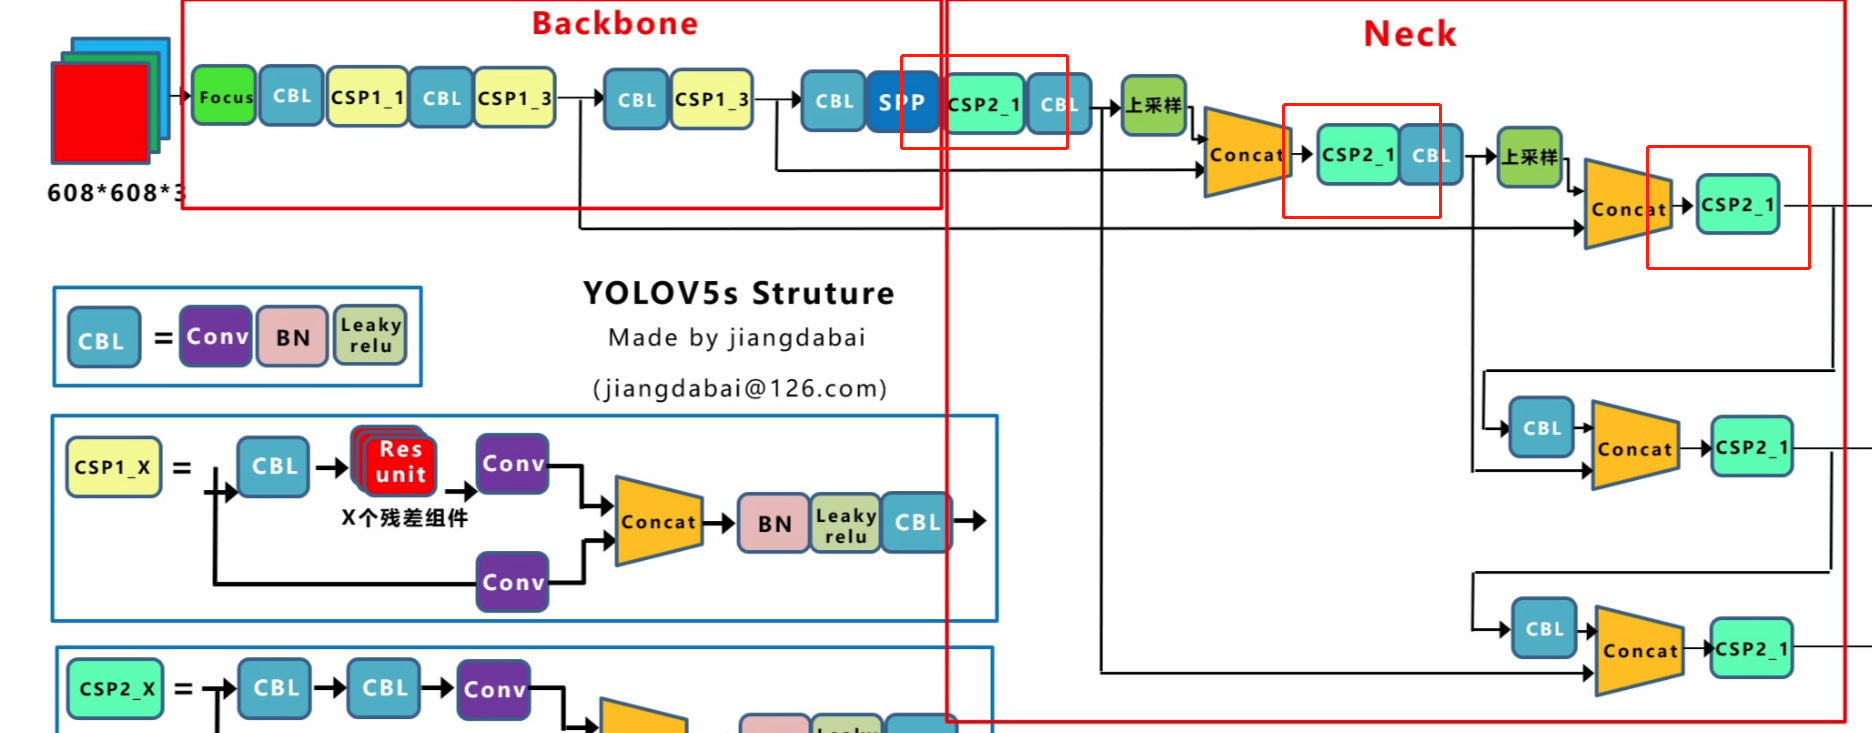 Backbone
Neck
Focus
CBL
CSP1_1
CBL
CSP1_3
CBL
CSP1_3
CBL
SPP
CSP2_1
CBL
上采样
Concat
CSP2_1
CBL
上采样
Concat
CSP2_1
608*608*3
YOLOV5s Struture
Made by jiangdabai
(jiangdabai@126.com)
CBL
=
Conv
BN
Leaky
relu
CSP1_X
=
CBL
Res
unit
X个残差组件
Conv
Conv
Concat
BN
Leaky
relu
CBL
CBL
Concat
CSP2_1
CBL
Concat
CSP2_1
CSP2_X
=
CBL
CBL
Conv